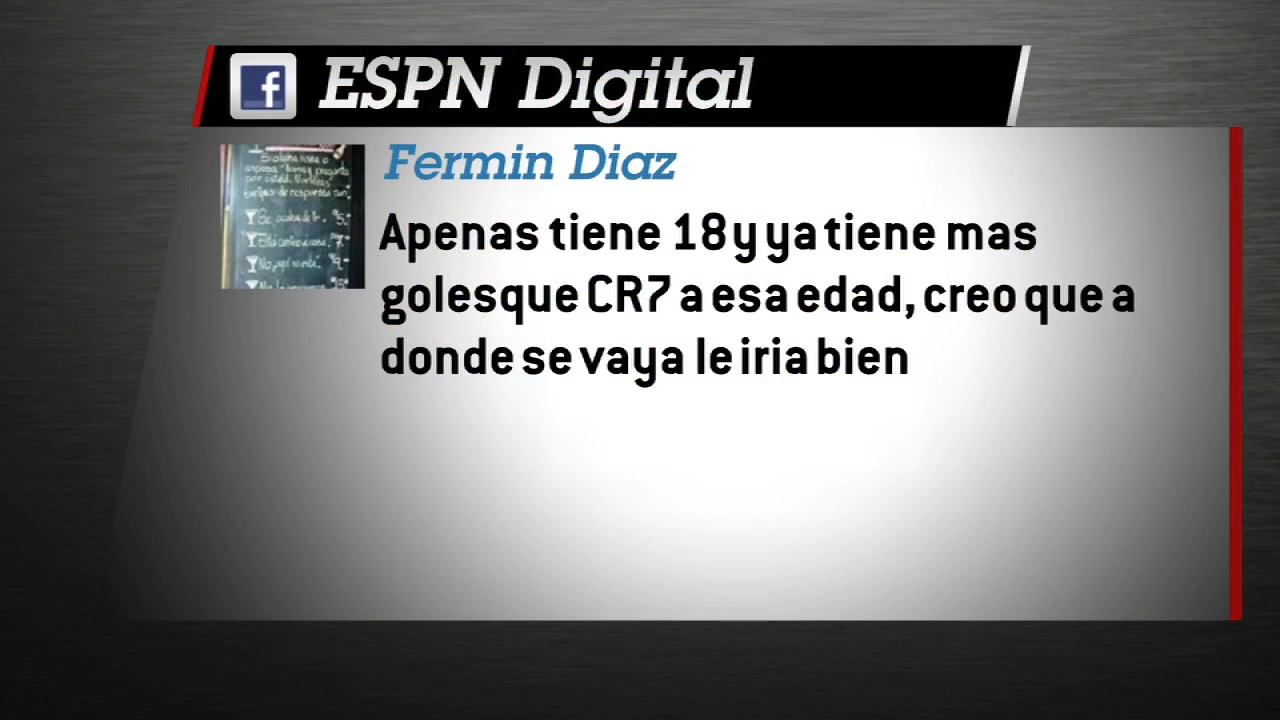 ESPN Digital
Fermin Diaz
Apenas tiene 18 y ya tiene mas
golesque CR7 a esa edad, creo que a
donde se vaya le iria bien